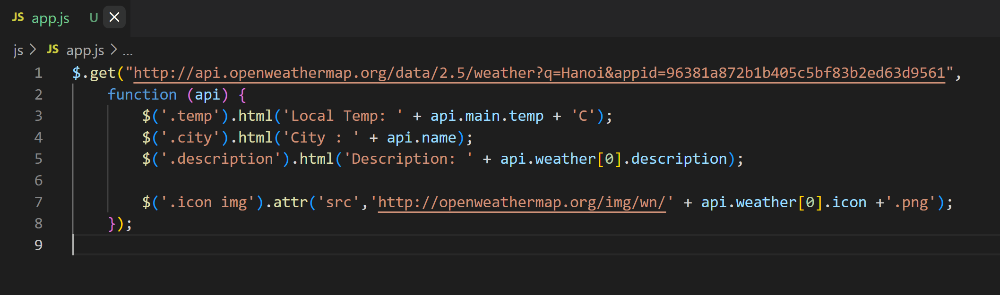 JS app.js U
js > JS app.js > ...
1 $.get("http://api.openweathermap.org/data/2.5/weather?q=Hanoi&appid=96381a872b1b405c5bf83b2ed63d9561",
2 function (api) {
3 $('.temp').html('Local Temp: ' + api.main.temp + 'C');
4 $('.city').html('City : ' + api.name);
5 $('.description').html('Description: ' + api.weather[0].description);
6
7 $('.icon img').attr('src','http://openweathermap.org/img/wn/' + api.weather[0].icon +'.png');
8 });
9